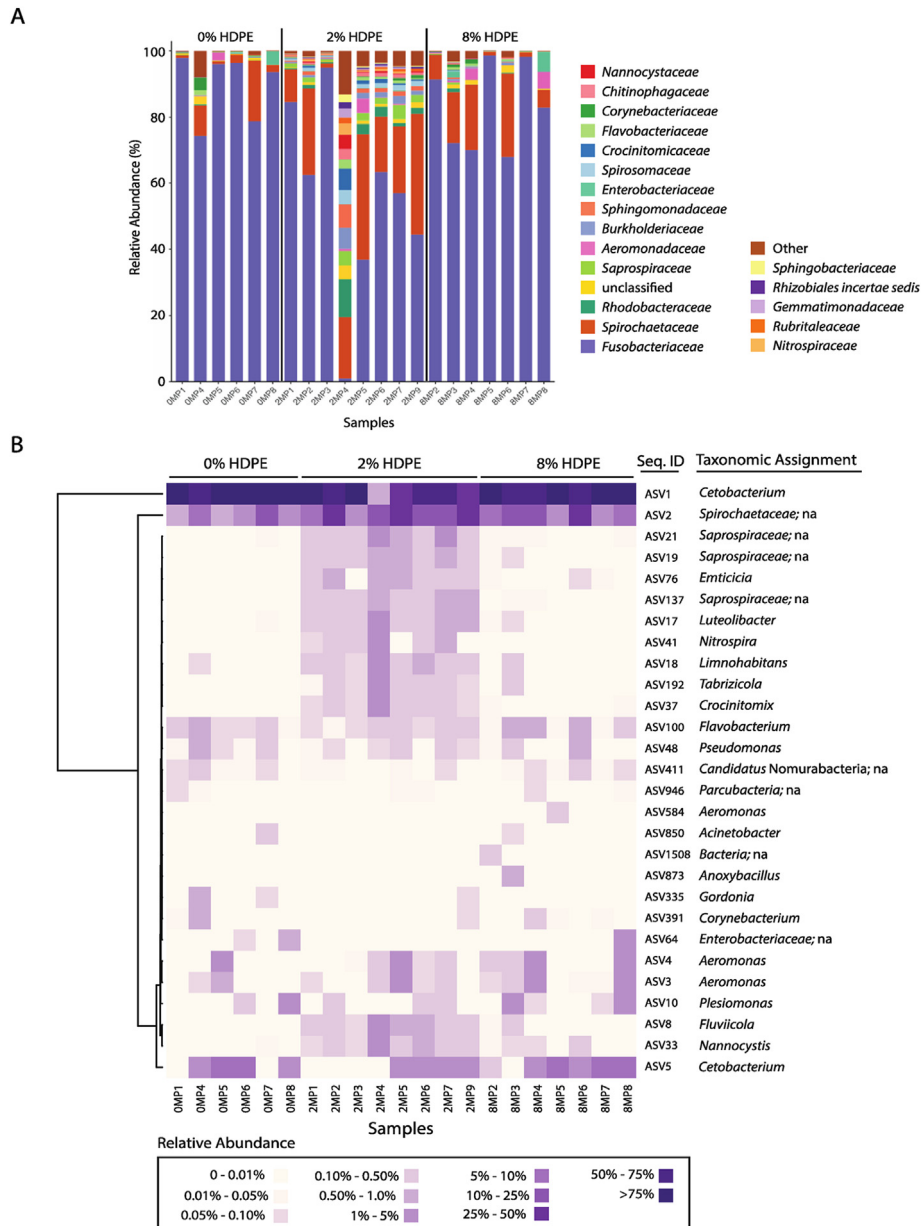 A
0% HDPE 2% HDPE 8% HDPE
Relative Abundance (%)
100
80
60
40
20
0
0MP1 0MP4 0MP5 0MP6 0MP7 0MP8 2MP1 2MP2 2MP3 2MP4 2MP5 2MP6 2MP7 2MP9 8MP2 8MP3 8MP4 8MP5 8MP6 8MP7 8MP8
Samples
Nannocystaceae
Chitinophagaceae
Corynebacteriaceae
Flavobacteriaceae
Crocinitomicaceae
Spirosomaceae
Enterobacteriaceae
Sphingomonadaceae
Burkholderiaceae
Aeromonadaceae
Saprospiraceae
unclassified
Rhodobacteraceae
Spirochaetaceae
Fusobacteriaceae
Other
Sphingobacteriaceae
Rhizobiales incertae sedis
Gemmatimonadaceae
Rubritaleaceae
Nitrospiraceae
B
0% HDPE 2% HDPE 8% HDPE Seq. ID Taxonomic Assignment
ASV1 Cetobacterium
ASV2 Spirochaetaceae; na
ASV21 Saprospiraceae; na
ASV19 Saprospiraceae; na
ASV76 Emticicia
ASV137 Saprospiraceae; na
ASV17 Luteolibacter
ASV41 Nitrospira
ASV18 Limnohabitans
ASV192 Tabrizicola
ASV37 Crocinitomix
ASV100 Flavobacterium
ASV48 Pseudomonas
ASV411 Candidatus Nomurabacteria; na
ASV946 Parcubacteria; na
ASV584 Aeromonas
ASV850 Acinetobacter
ASV1508 Bacteria; na
ASV873 Anoxybacillus
ASV335 Gordonia
ASV391 Corynebacterium
ASV64 Enterobacteriaceae; na
ASV4 Aeromonas
ASV3 Aeromonas
ASV10 Plesiomonas
ASV8 Fluviicola
ASV33 Nannocystis
ASV5 Cetobacterium
0MP1 0MP4 0MP5 0MP6 0MP7 0MP8 2MP1 2MP2 2MP3 2MP4 2MP5 2MP6 2MP7 2MP9 8MP2 8MP3 8MP4 8MP5 8MP6 8MP7 8MP8
Samples
Relative Abundance
0 - 0.01% 0.10% - 0.50% 5% - 10% 50% - 75%
0.01% - 0.05% 0.50% - 1.0% 10% - 25% >75%
0.05% - 0.10% 1% - 5% 25% - 50%